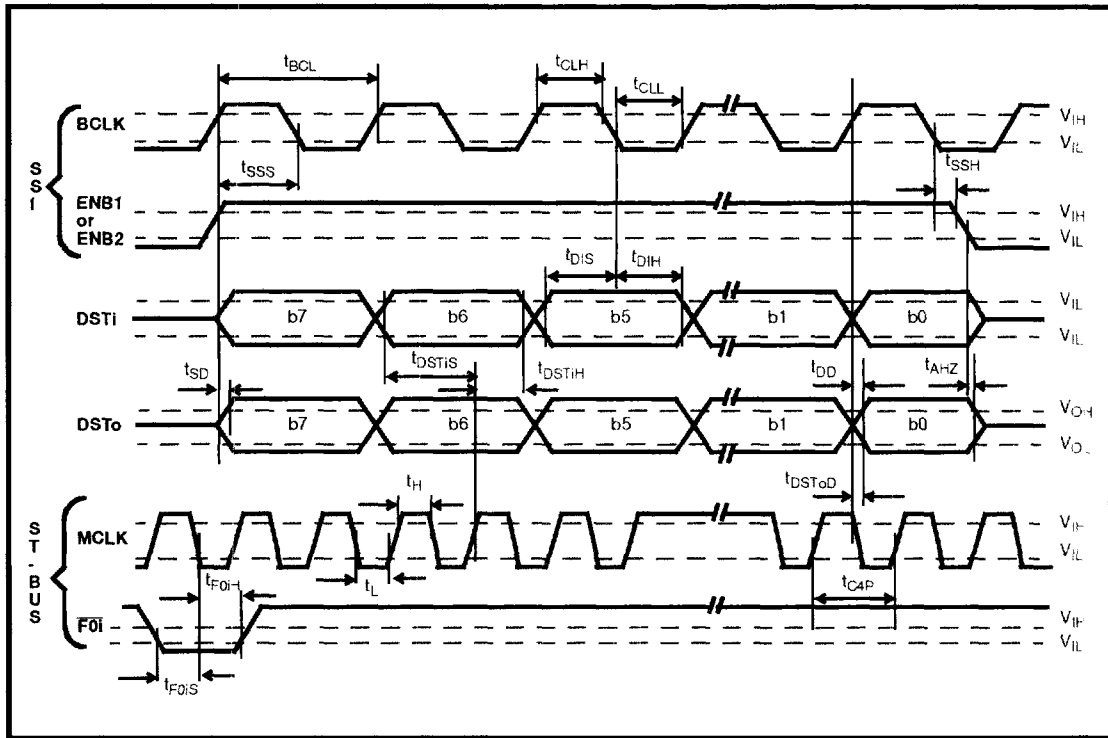 tBCL
tCLH
tCLL
BCLK
VIH
VIL
SSI
tSSS
tSSH
ENB1
or
ENB2
VIH
VIL
tDIS
tDIH
DSTi
b7
b6
b5
b1
b0
VIL
VIL
tSD
tDSTiS
tDSTiH
tDD
tAHZ
DSTo
b7
b6
b5
b1
b0
VOH
VOL
tH
tDSToD
ST-BUS
MCLK
VIH
VIL
tF0iH
tL
tC4P
F0i
VIH
VIL
tF0iS